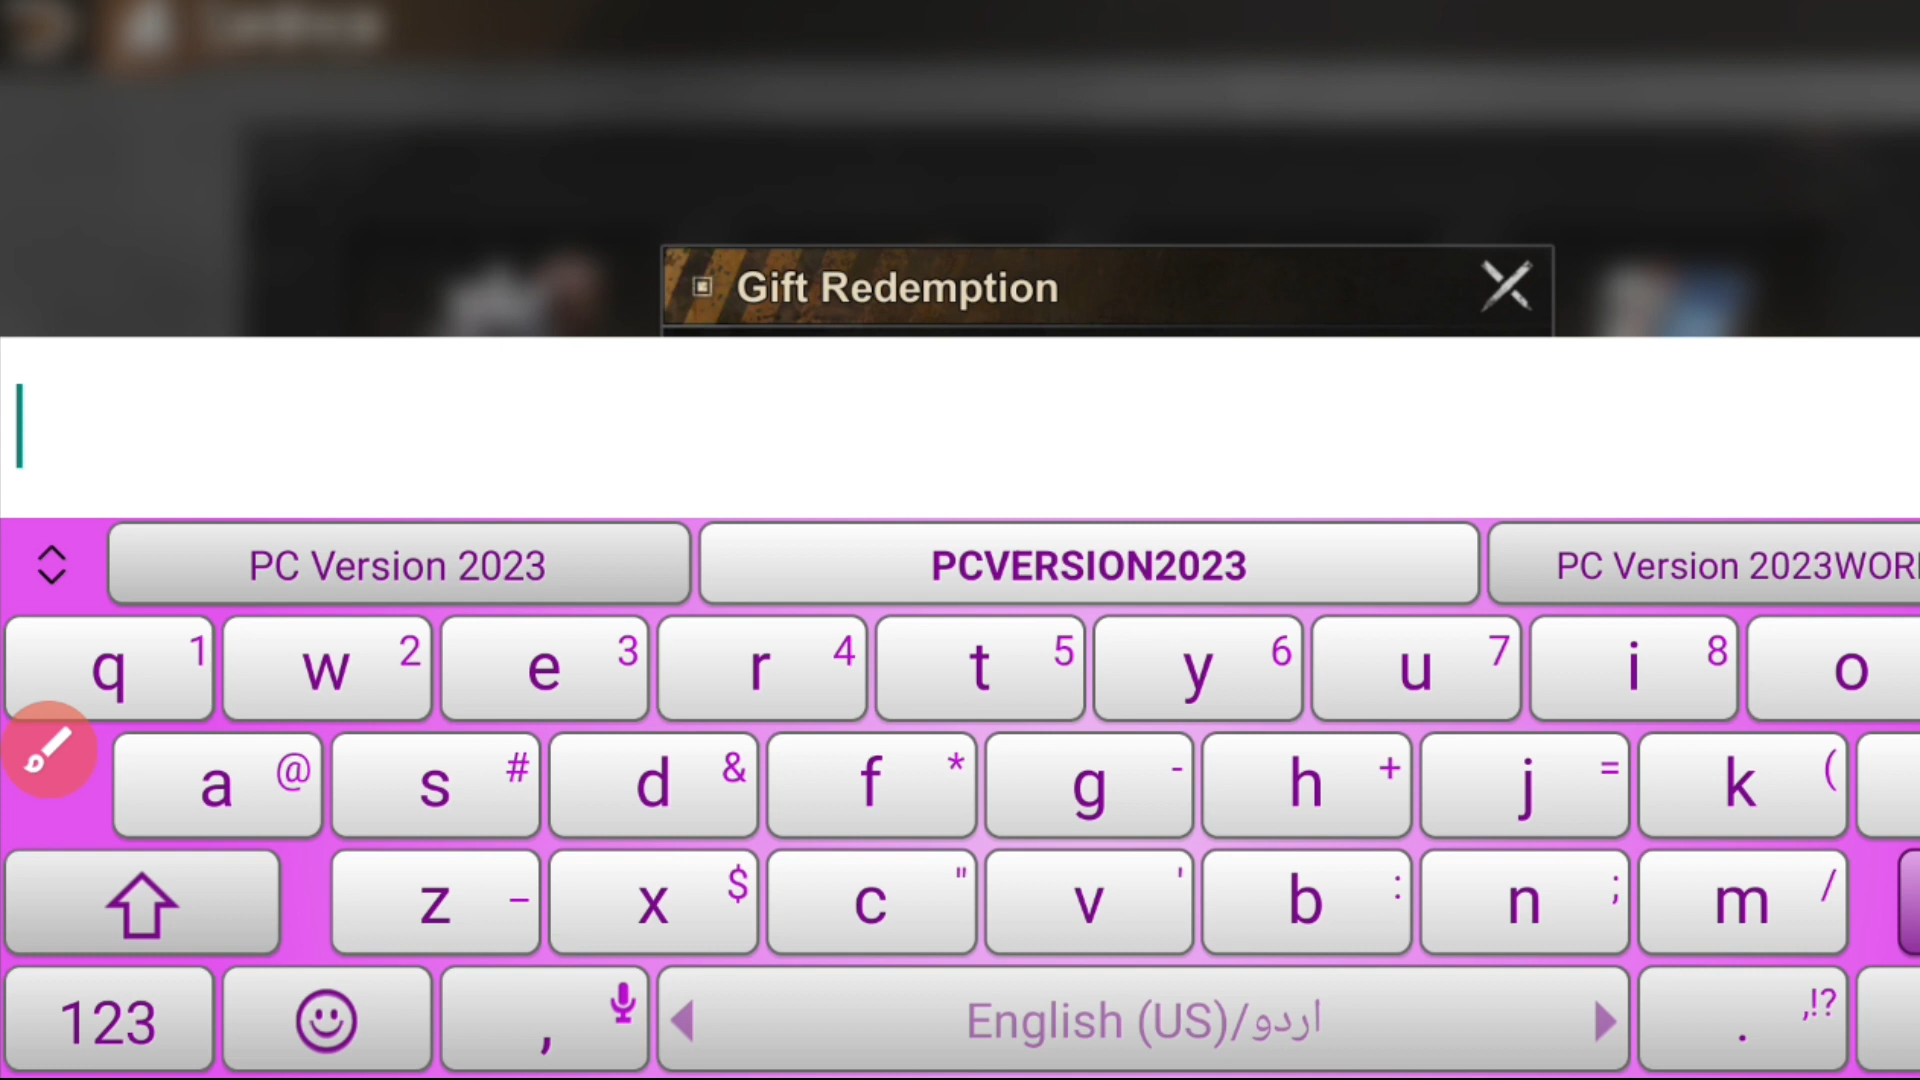 Gift Redemption
PC Version 2023 PCVERSION2023 PC Version 2023WOR
q 1 w 2 e 3 r 4 t 5 y 6 u 7 i 8 o
a @ s # d & f * g - h + j = k (
z _ x $ c " v ' b : n ; m /
123 , English (US)/اردو . ,!?